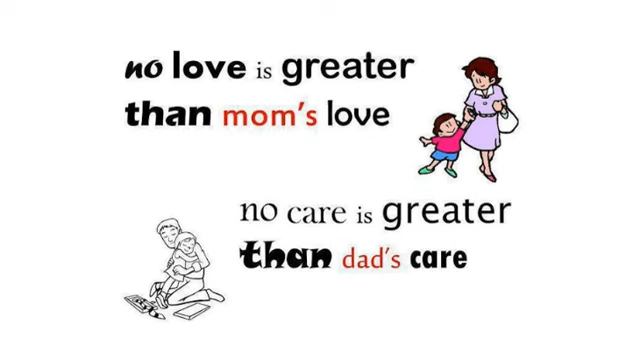 no love is greater
than mom's love
no care is greater
than dad's care